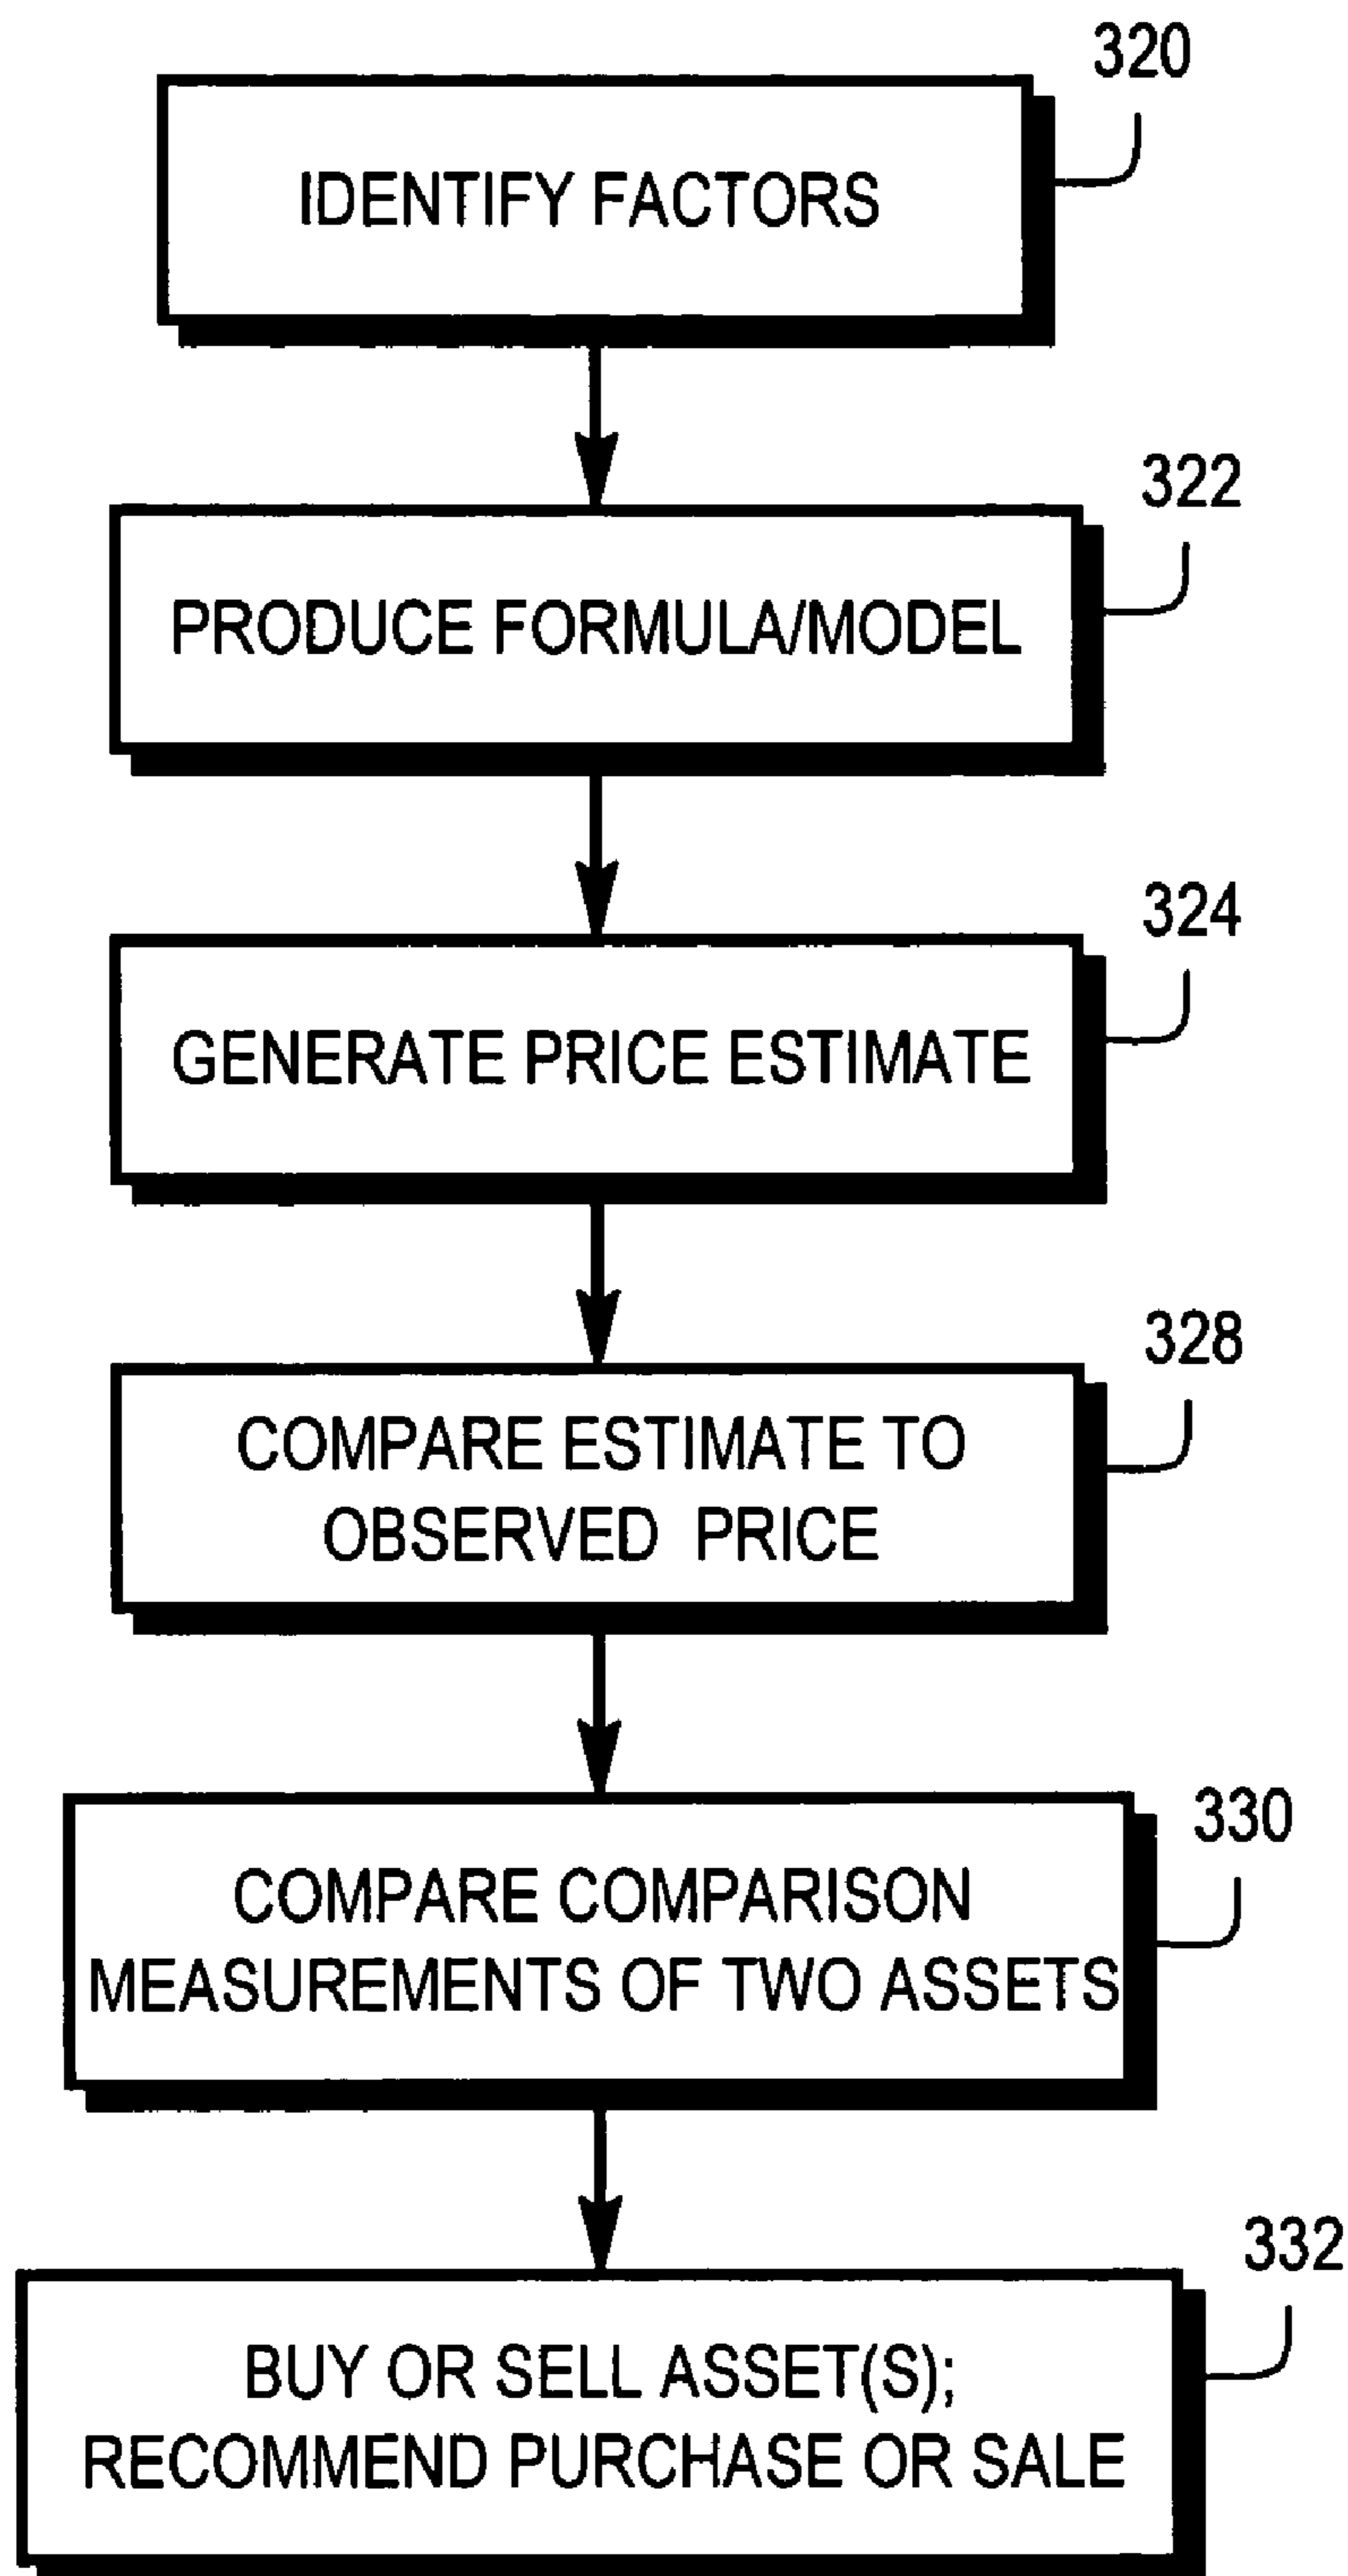 320
IDENTIFY FACTORS
322
PRODUCE FORMULA/MODEL
324
GENERATE PRICE ESTIMATE
328
COMPARE ESTIMATE TO
OBSERVED PRICE
330
COMPARE COMPARISON
MEASUREMENTS OF TWO ASSETS
332
BUY OR SELL ASSET(S);
RECOMMEND PURCHASE OR SALE